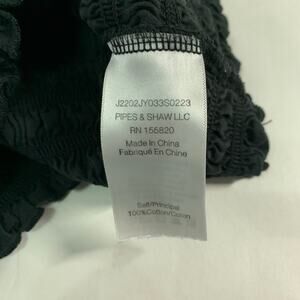 J2202JY033S0223
PIPES & SHAW LLC
RN 155820
Made In China
Fabriqué En Chine
Self/Principal
100%Cotton/Coton